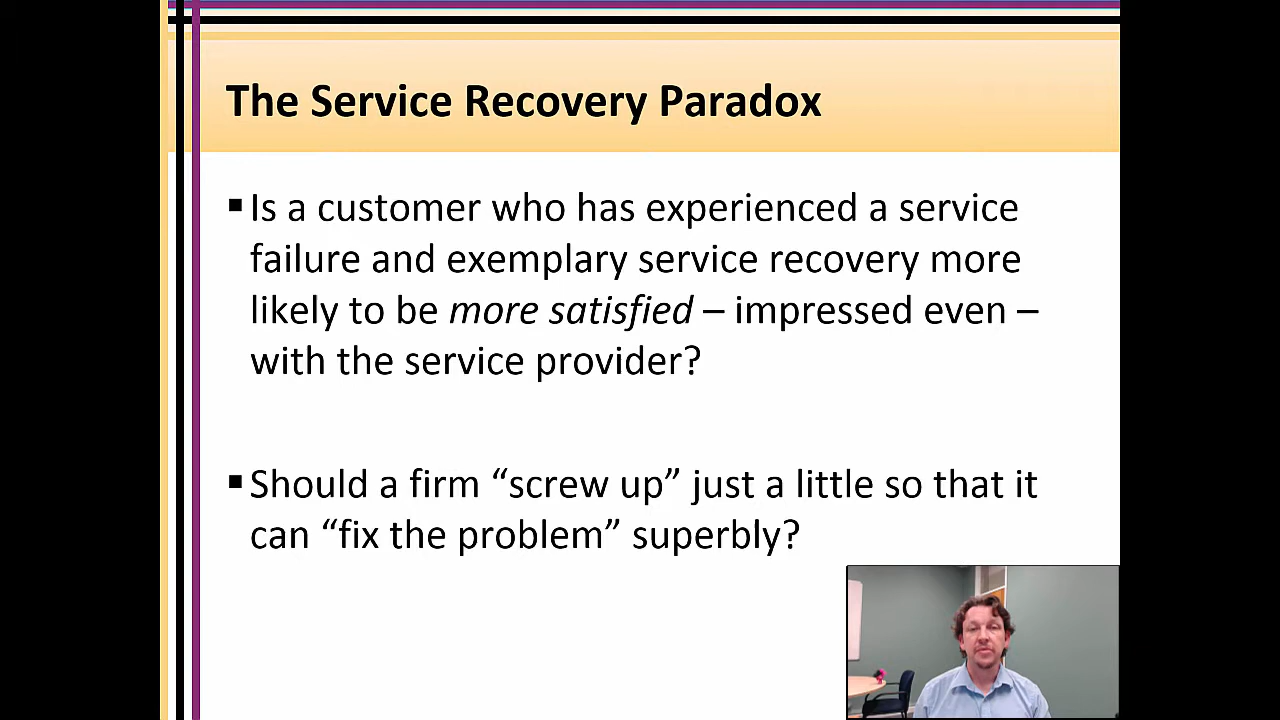 The Service Recovery Paradox
▪ Is a customer who has experienced a service
failure and exemplary service recovery more
likely to be more satisfied – impressed even –
with the service provider?
▪ Should a firm “screw up” just a little so that it
can “fix the problem” superbly?